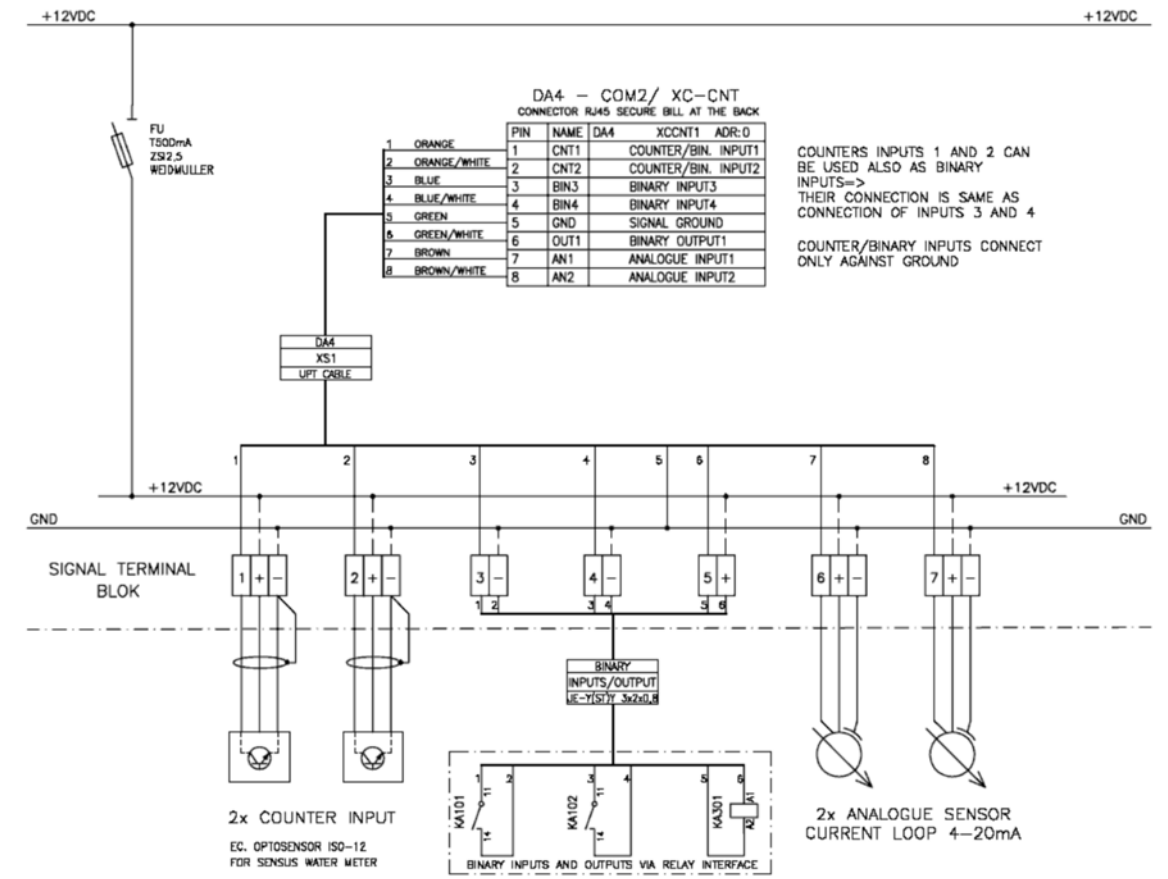 +12VDC
+12VDC
FU
T500mA
ZSI2,5
WEIDMULLER
DA4 - COM2/ XC-CNT
CONNECTOR RJ45 SECURE BILL AT THE BACK
PIN NAME DA4 XCCNT1 ADR:0
1 ORANGE 1 CNT1 COUNTER/BIN. INPUT1
2 ORANGE/WHITE 2 CNT2 COUNTER/BIN. INPUT2
3 BLUE 3 BIN3 BINARY INPUT3
4 BLUE/WHITE 4 BIN4 BINARY INPUT4
5 GREEN 5 GND SIGNAL GROUND
6 GREEN/WHITE 6 OUT1 BINARY OUTPUT1
7 BROWN 7 AN1 ANALOGUE INPUT1
8 BROWN/WHITE 8 AN2 ANALOGUE INPUT2
COUNTERS INPUTS 1 AND 2 CAN
BE USED ALSO AS BINARY
INPUTS=>
THEIR CONNECTION IS SAME AS
CONNECTION OF INPUTS 3 AND 4
COUNTER/BINARY INPUTS CONNECT
ONLY AGAINST GROUND
DA4
XS1
UPT CABLE
1 2 3 4 5 6 7 8
+12VDC
+12VDC
GND
GND
SIGNAL TERMINAL
BLOK
1 + -
2 + -
3 -
4 -
5 +
6 + -
7 + -
1 2 3 4 5 6
BINARY
INPUTS/OUTPUT
JE-Y(ST)Y 3x2x0,8
1 2 3 4 5 6
KA101 11 14
KA102 11 14
KA301 A1 A2
BINARY INPUTS AND OUTPUTS VIA RELAY INTERFACE
2x COUNTER INPUT
EC. OPTOSENSOR ISO-12
FOR SENSUS WATER METER
2x ANALOGUE SENSOR
CURRENT LOOP 4-20mA